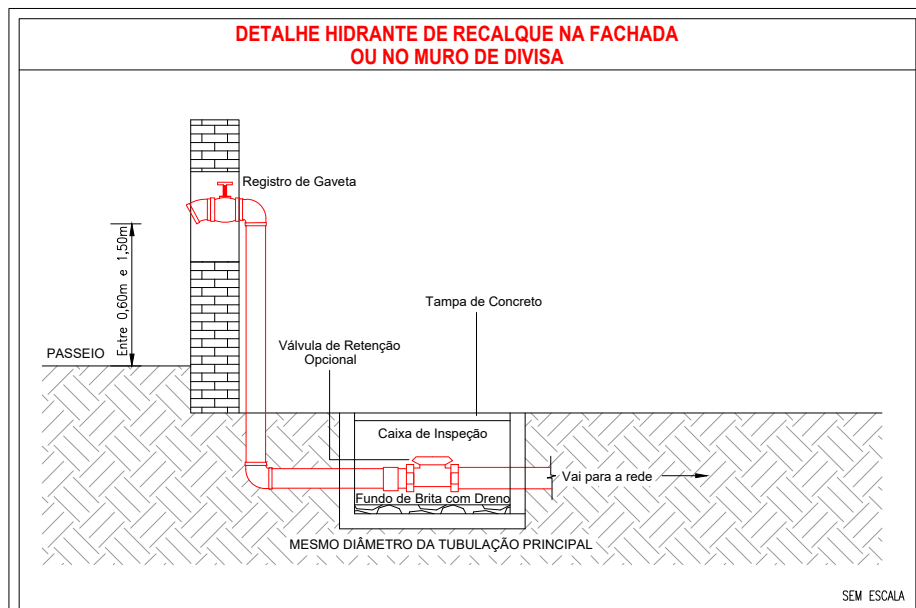 DETALHE HIDRANTE DE RECALQUE NA FACHADA
OU NO MURO DE DIVISA
Registro de Gaveta
Entre 0,60m e 1,50m
Tampa de Concreto
PASSEIO
Válvula de Retenção
Opcional
Caixa de Inspeção
Vai para a rede
Fundo de Brita com Dreno
MESMO DIÂMETRO DA TUBULAÇÃO PRINCIPAL
SEM ESCALA